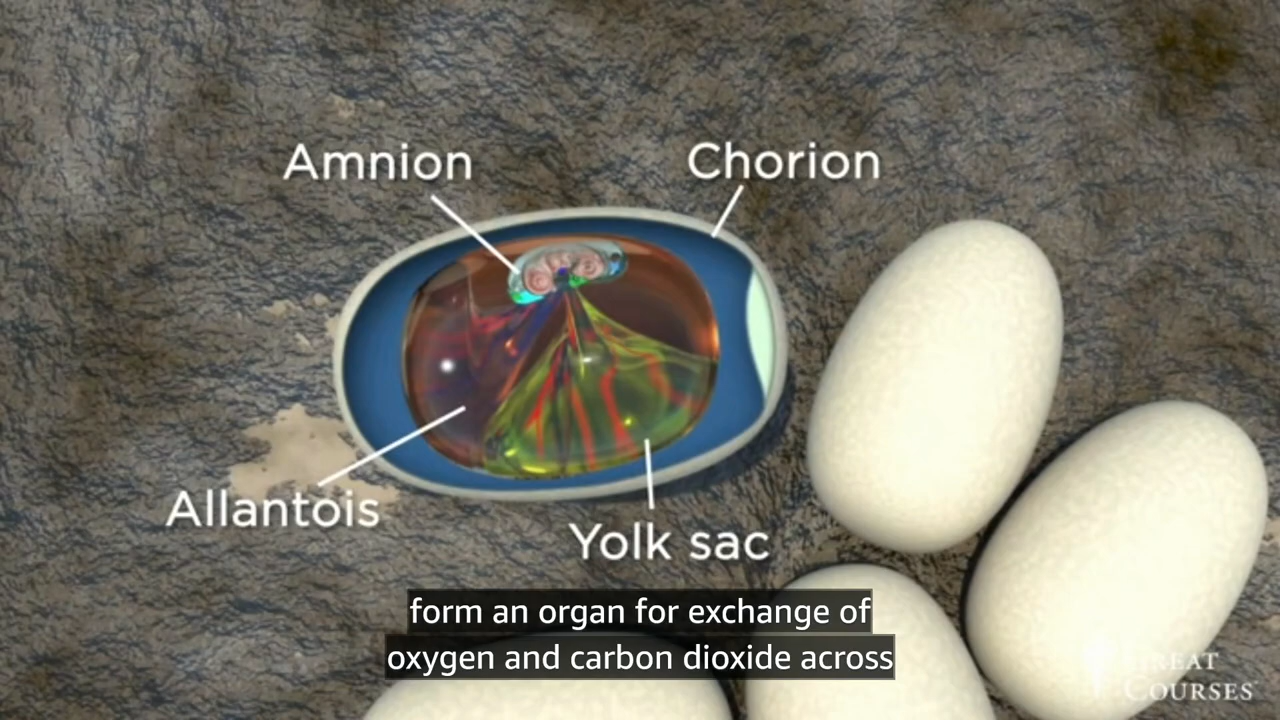 Amnion
Chorion
Allantois
Yolk sac
form an organ for exchange of
oxygen and carbon dioxide across
GREAT
COURSES